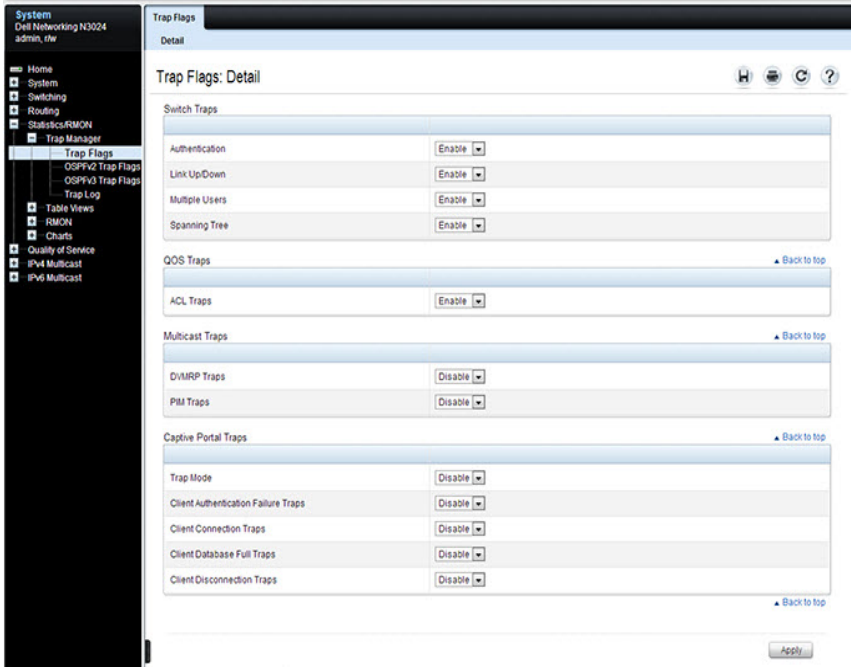 System
Dell Networking N3024
admin, r/w
Home
System
Switching
Routing
Statistics/RMON
Trap Manager
Trap Flags
OSPFv2 Trap Flags
OSPFv3 Trap Flags
Trap Log
Table Views
RMON
Charts
Quality of Service
IPv4 Multicast
IPv6 Multicast
Trap Flags
Detail
Trap Flags: Detail
Switch Traps
Authentication Enable
Link Up/Down Enable
Multiple Users Enable
Spanning Tree Enable
QOS Traps Back to top
ACL Traps Enable
Multicast Traps Back to top
DVMRP Traps Disable
PIM Traps Disable
Captive Portal Traps Back to top
Trap Mode Disable
Client Authentication Failure Traps Disable
Client Connection Traps Disable
Client Database Full Traps Disable
Client Disconnection Traps Disable
Back to top
Apply